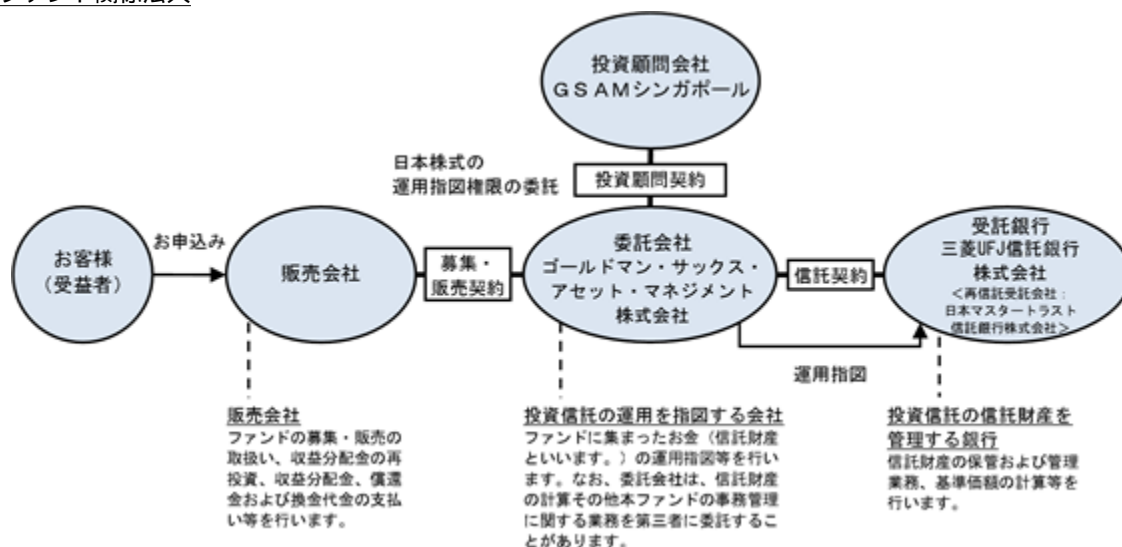 投資顧問会社
GSAMシンガポール
日本株式の
運用指図権限の委託
投資顧問契約
お客様
(受益者)
お申込み
販売会社
募集・
販売契約
委託会社
ゴールドマン・サックス・
アセット・マネジメント
株式会社
信託契約
受託銀行
三菱UFJ信託銀行
株式会社
<再信託受託会社:
日本マスタートラスト
信託銀行株式会社>
運用指図
販売会社
ファンドの募集・販売の
取扱い、収益分配金の再
投資、収益分配金、償還
金および換金代金の支払
い等を行います。
投資信託の運用を指図する会社
ファンドに集まったお金(信託財産
といいます。)の運用指図等を行い
ます。なお、委託会社は、信託財産
の計算その他本ファンドの事務管理
に関する業務を第三者に委託するこ
とがあります。
投資信託の信託財産を
管理する銀行
信託財産の保管および管理
業務、基準価額の計算等を
行います。